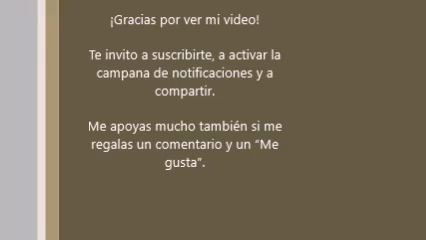 ¡Gracias por ver mi video!
Te invito a suscribirte, a activar la
campana de notificaciones y a
compartir.
Me apoyas mucho también si me
regalas un comentario y un “Me
gusta”.